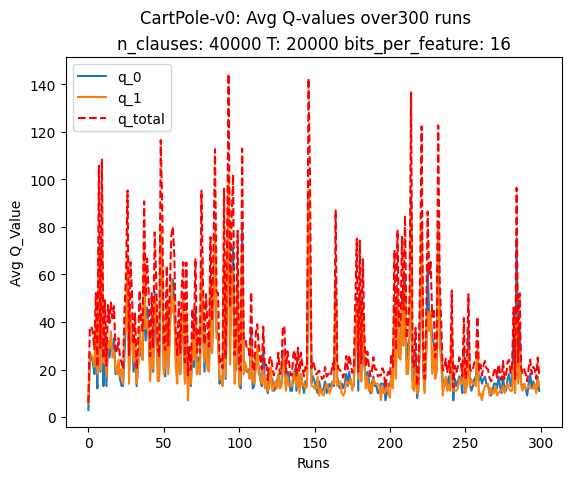 CartPole-v0: Avg Q-values over300 runs
n_clauses: 40000 T: 20000 bits_per_feature: 16
q_0
q_1
q_total
Avg Q_Value
140
120
100
80
60
40
20
0
0 50 100 150 200 250 300
Runs